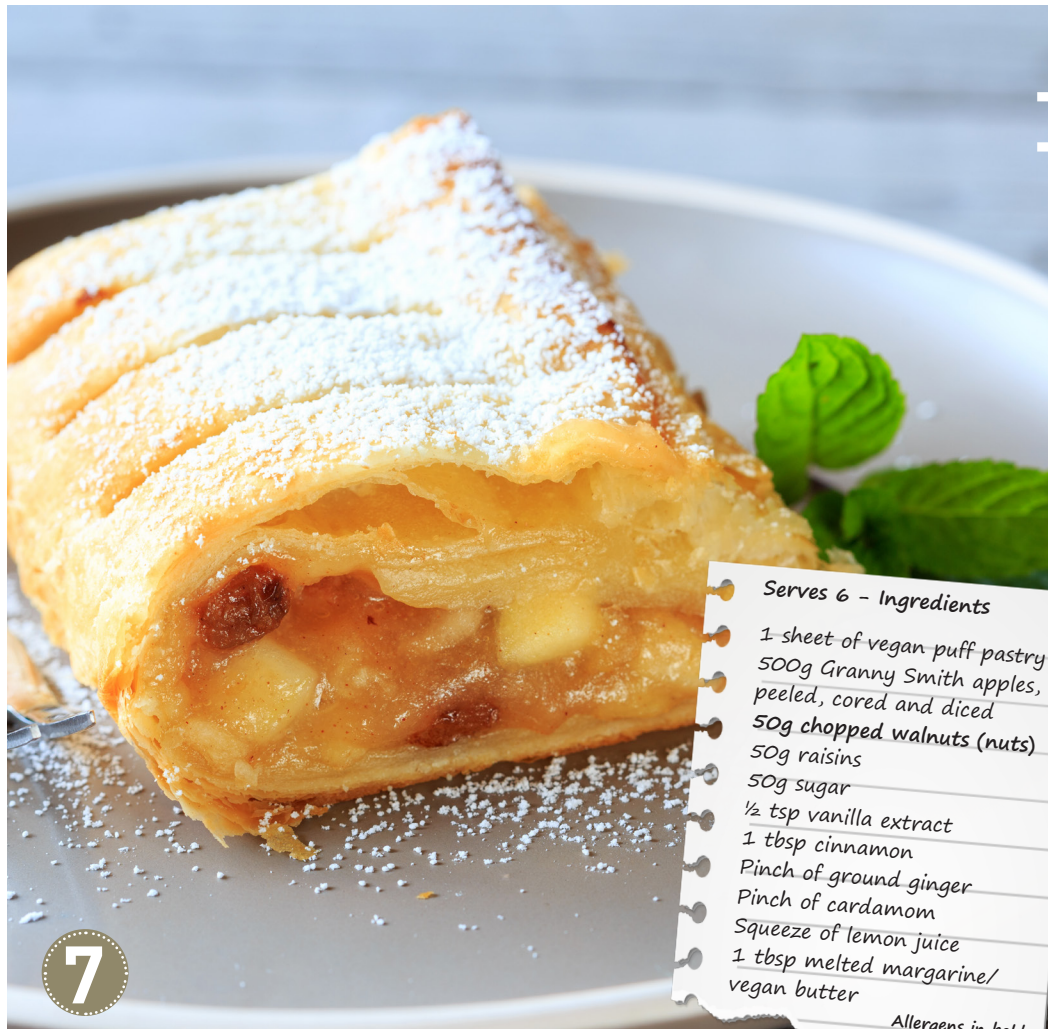 Serves 6 - Ingredients
1 sheet of vegan puff pastry
500g Granny Smith apples,
peeled, cored and diced
50g chopped walnuts (nuts)
50g raisins
50g sugar
½ tsp vanilla extract
1 tbsp cinnamon
Pinch of ground ginger
Pinch of cardamom
Squeeze of lemon juice
1 tbsp melted margarine/
vegan butter
Allergens in
7